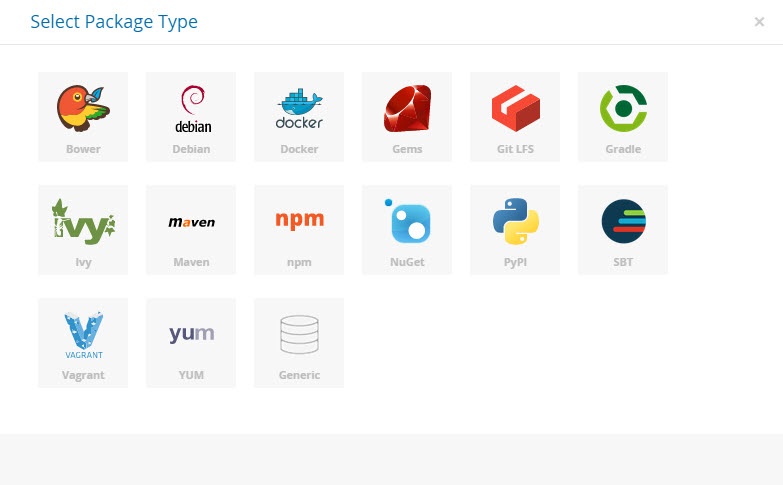 Select Package Type
×
debian
docker
Bower Debian Docker Gems Git LFS Gradle
ivy maven npm
Ivy Maven npm NuGet PyPI SBT
yum
VAGRANT
Vagrant YUM Generic